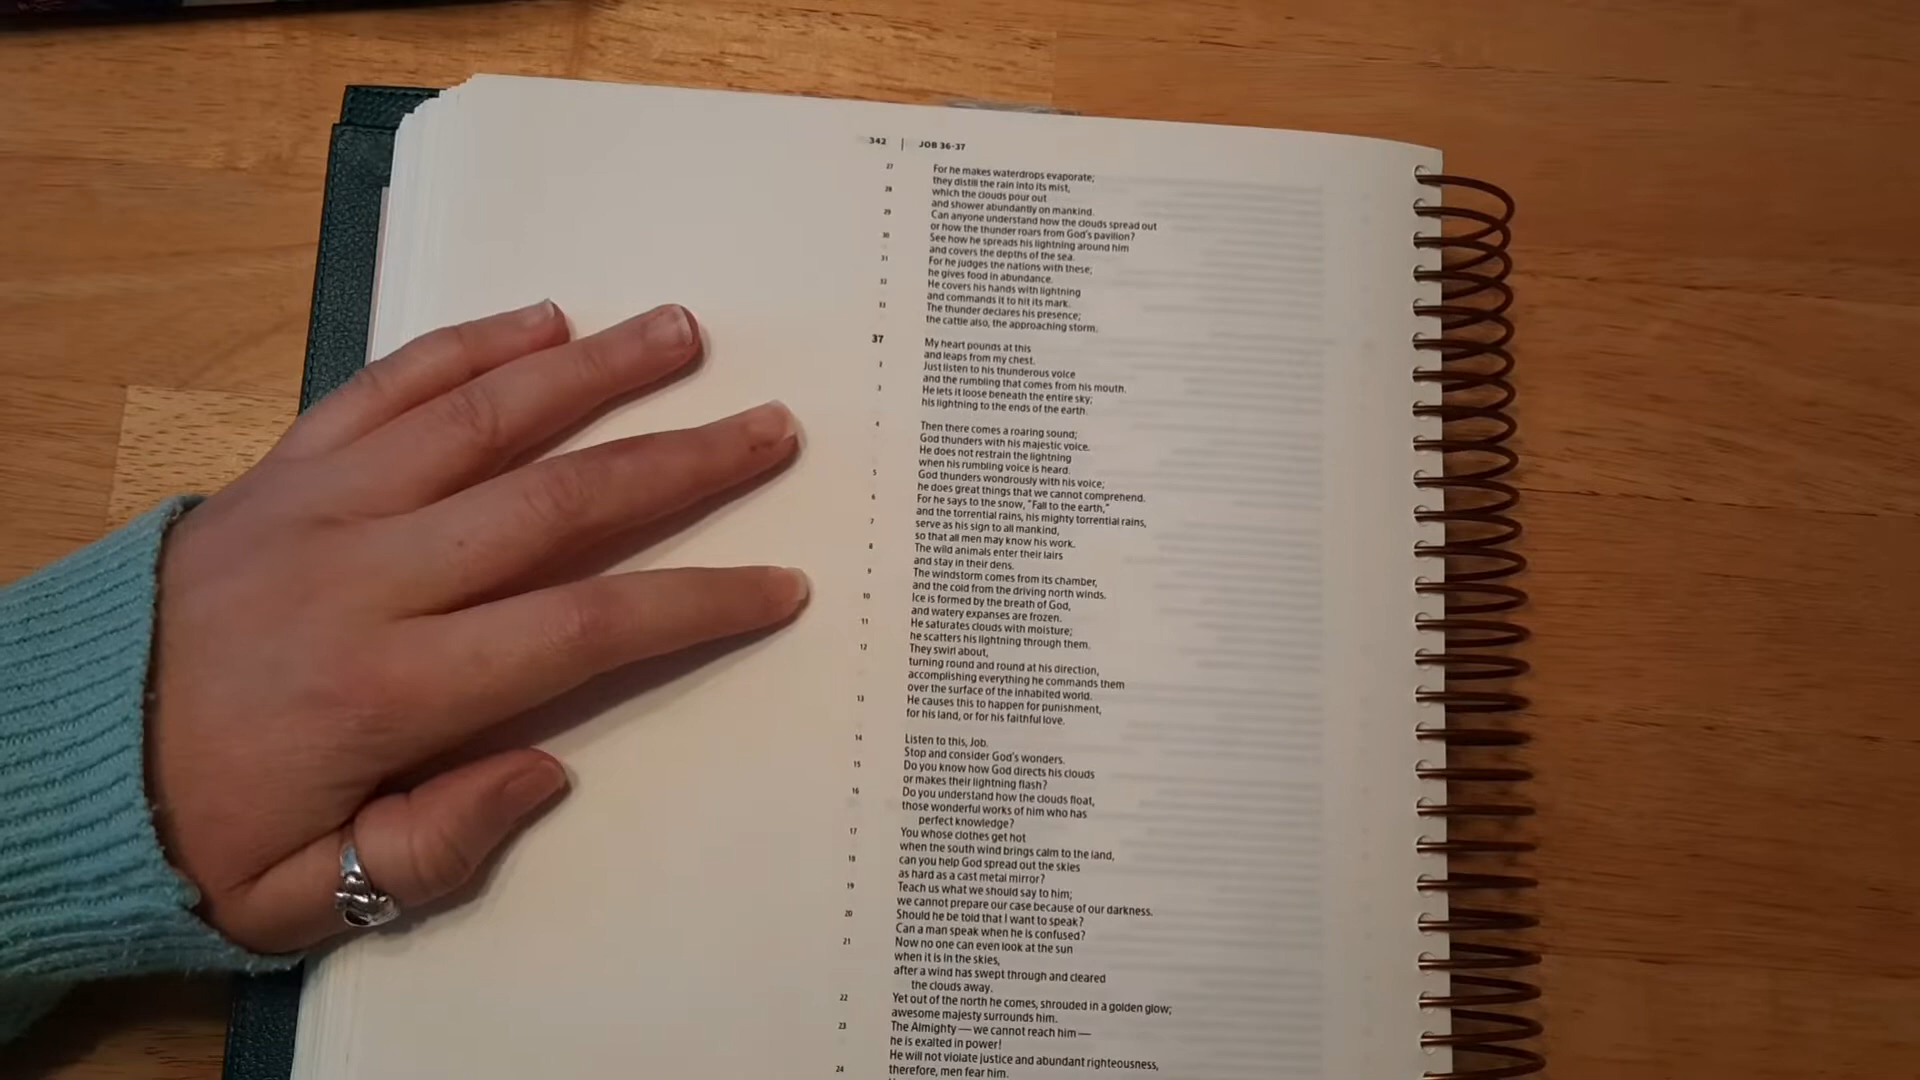 342 | JOB 36-37
27 For he makes waterdrops evaporate;
they distill the rain into its mist,
28 which the clouds pour out
and shower abundantly on mankind.
29 Can anyone understand how the clouds spread out
or how the thunder roars from God's pavilion?
30 See how he spreads his lightning around him
and covers the depths of the sea.
31 For he judges the nations with these;
he gives food in abundance.
32 He covers his hands with lightning
and commands it to hit its mark.
33 The thunder declares his presence;
the cattle also, the approaching storm.
37 My heart pounds at this
and leaps from my chest.
2 Just listen to his thunderous voice
and the rumbling that comes from his mouth.
3 He lets it loose beneath the entire sky;
his lightning to the ends of the earth.
4 Then there comes a roaring sound;
God thunders with his majestic voice.
He does not restrain the lightning
when his rumbling voice is heard.
5 God thunders wondrously with his voice;
he does great things that we cannot comprehend.
6 For he says to the snow, "Fall to the earth,"
and the torrential rains, his mighty torrential rains,
7 serve as his sign to all mankind,
so that all men may know his work.
8 The wild animals enter their lairs
and stay in their dens.
9 The windstorm comes from its chamber,
and the cold from the driving north winds.
10 Ice is formed by the breath of God,
and watery expanses are frozen.
11 He saturates clouds with moisture;
he scatters his lightning through them.
12 They swirl about,
turning round and round at his direction,
accomplishing everything he commands them
over the surface of the inhabited world.
13 He causes this to happen for punishment,
for his land, or for his faithful love.
14 Listen to this, Job.
Stop and consider God's wonders.
15 Do you know how God directs his clouds
or makes their lightning flash?
16 Do you understand how the clouds float,
those wonderful works of him who has
perfect knowledge?
17 You whose clothes get hot
when the south wind brings calm to the land,
18 can you help God spread out the skies
as hard as a cast metal mirror?
19 Teach us what we should say to him;
we cannot prepare our case because of our darkness.
20 Should he be told that I want to speak?
Can a man speak when he is confused?
21 Now no one can even look at the sun
when it is in the skies,
after a wind has swept through and cleared
the clouds away.
22 Yet out of the north he comes, shrouded in a golden glow;
awesome majesty surrounds him.
23 The Almighty — we cannot reach him —
he is exalted in power!
He will not violate justice and abundant righteousness,
24 therefore, men fear him.